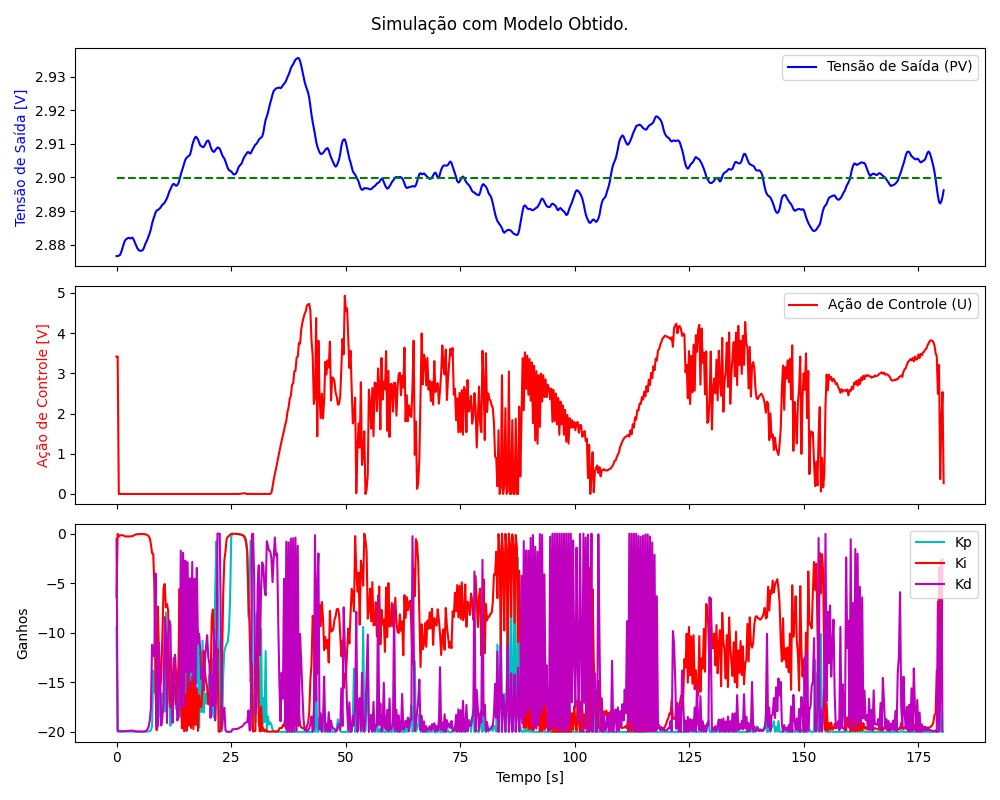 Simulação com Modelo Obtido.
Tensão de Saída [V]
2.93
2.92
2.91
2.90
2.89
2.88
Tensão de Saída (PV)
Ação de Controle [V]
5
4
3
2
1
0
Ação de Controle (U)
Ganhos
0
−5
−10
−15
−20
Kp
Ki
Kd
0 25 50 75 100 125 150 175
Tempo [s]